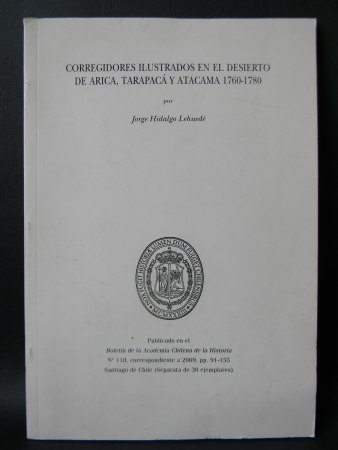 CORREGIDORES ILUSTRADOS EN EL DESIERTO
DE ARICA, TARAPACÁ Y ATACAMA 1760-1780
por
Jorge Hidalgo Lehuedé
Publicado en el
Boletín de la Academia Chilena de la Historia
Nº 118, correspondiente a 2009, pp. 91-155
Santiago de Chile (Separata de 30 ejemplares)